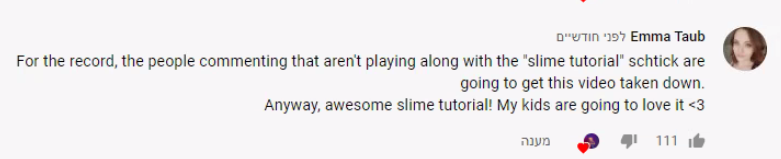 Emma Taub לפני חודשיים
For the record, the people commenting that aren't playing along with the "slime tutorial" schtick are
going to get this video taken down.
Anyway, awesome slime tutorial! My kids are going to love it <3
111 מענה